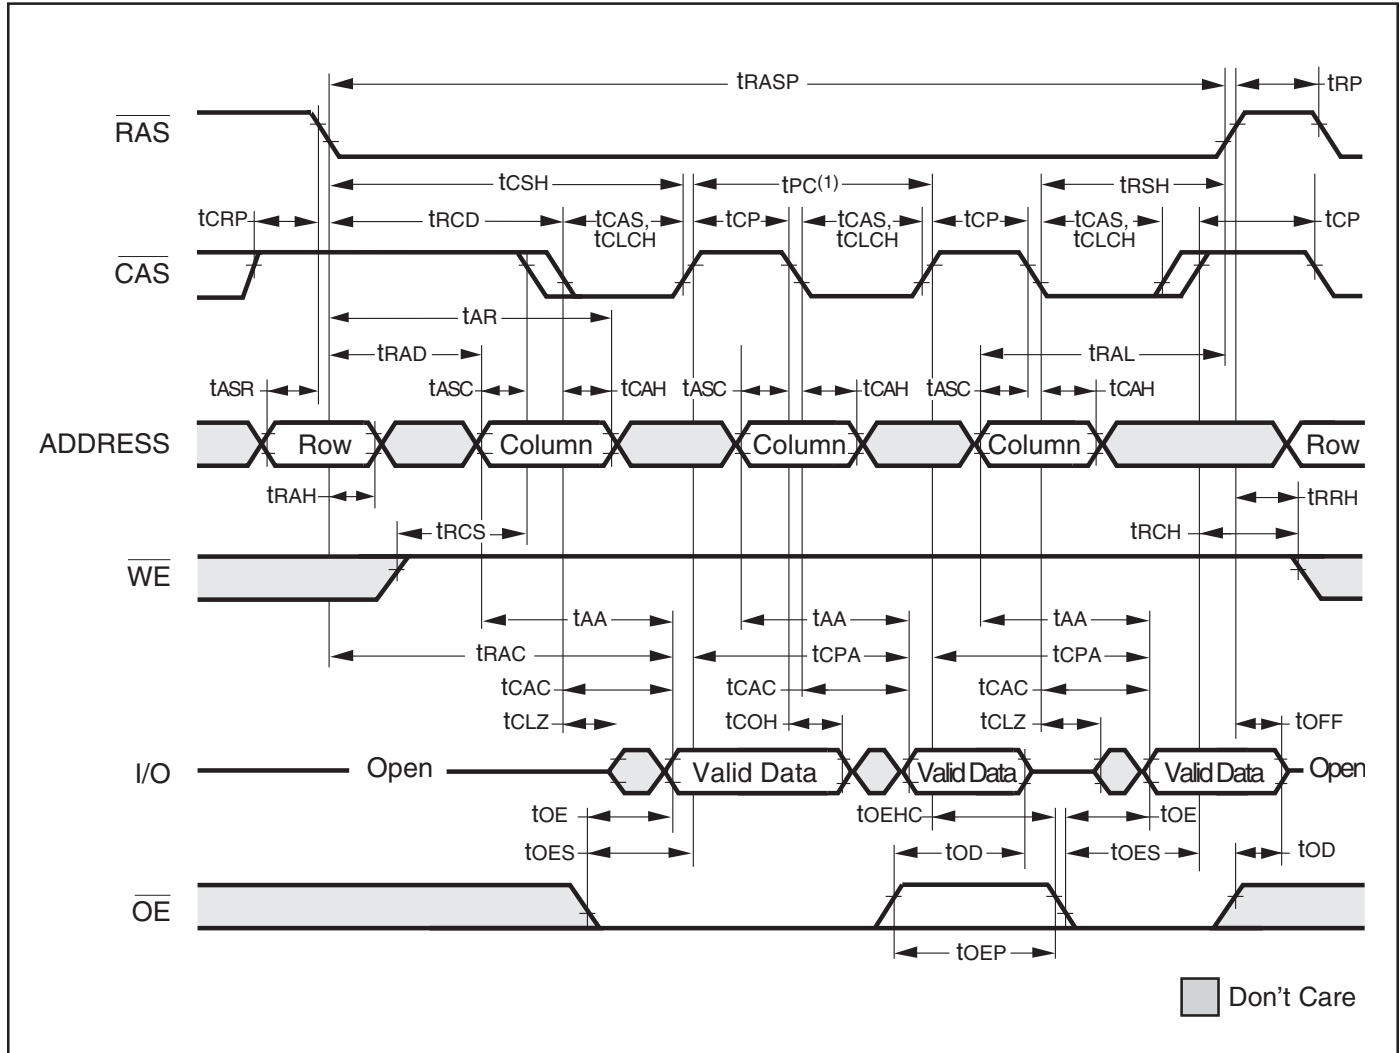 tRASP
tRP
RAS
tCSH
tPC(1)
tRSH
tCRP
tRCD
tCAS,
tCLCH
tCP
tCAS,
tCLCH
tCP
tCAS,
tCLCH
tCP
CAS
tAR
tRAD
tRAL
tASR
tASC
tCAH
tASC
tCAH
tASC
tCAH
ADDRESS
Row
Column
Column
Column
Row
tRAH
tRRH
tRCS
tRCH
WE
tAA
tAA
tAA
tRAC
tCPA
tCPA
tCAC
tCAC
tCAC
tCLZ
tCOH
tCLZ
tOFF
I/O
Open
Valid Data
Valid Data
Valid Data
Open
tOE
tOEHC
tOE
tOES
tOD
tOES
tOD
OE
tOEP
Don't Care